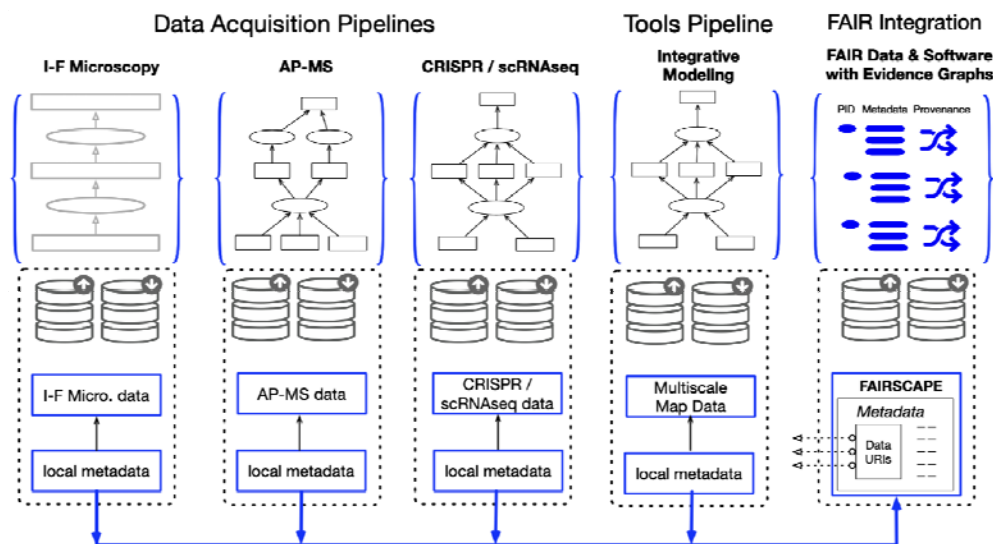 Data Acquisition Pipelines
Tools Pipeline
FAIR Integration
I-F Microscopy
AP-MS
CRISPR / scRNAseq
Integrative
Modeling
FAIR Data & Software
with Evidence Graphs
PID Metadata Provenance
I-F Micro. data
AP-MS data
CRISPR /
scRNAseq data
Multiscale
Map Data
FAIRSCAPE
Metadata
Data
URIs
local metadata
local metadata
local metadata
local metadata